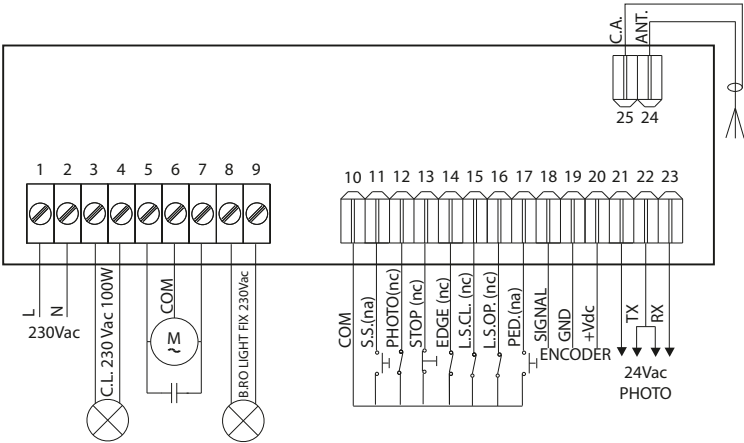 C.A.
ANT.
25 24
1 2 3 4 5 6 7 8 9
10 11 12 13 14 15 16 17 18 19 20 21 22 23
L
N
230Vac
C.L. 230 Vac 100W
COM
M
~
B.RO LIGHT FIX 230Vac
COM
S.S.(na)
PHOTO(nc)
STOP (nc)
EDGE (nc)
L.S.CL. (nc)
L.S.OP. (nc)
PED.(na)
SIGNAL
GND
+Vdc
ENCODER
TX
RX
24Vac
PHOTO